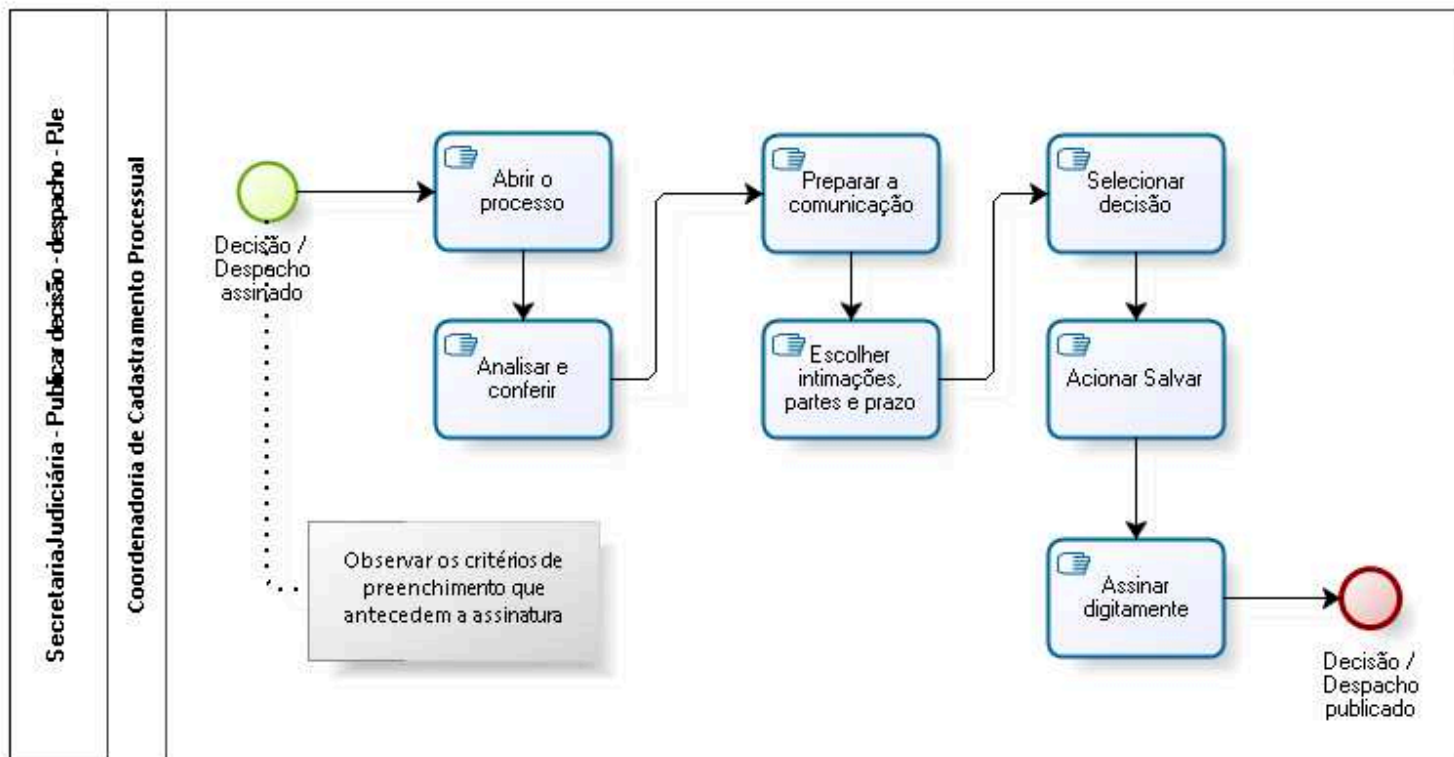 Secretaria Judiciária - Publicar decisão - despacho - PJe
Coordenadoria de Cadastramento Processual
Decisão /
Despacho
assinado
Abrir o
processo
Analisar e
conferir
Preparar a
comunicação
Escolher
intimações,
partes e prazo
Selecionar
decisão
Acionar Salvar
Assinar
digitamente
Decisão /
Despacho
publicado
Observar os critérios de
preenchimento que
antecedem a assinatura